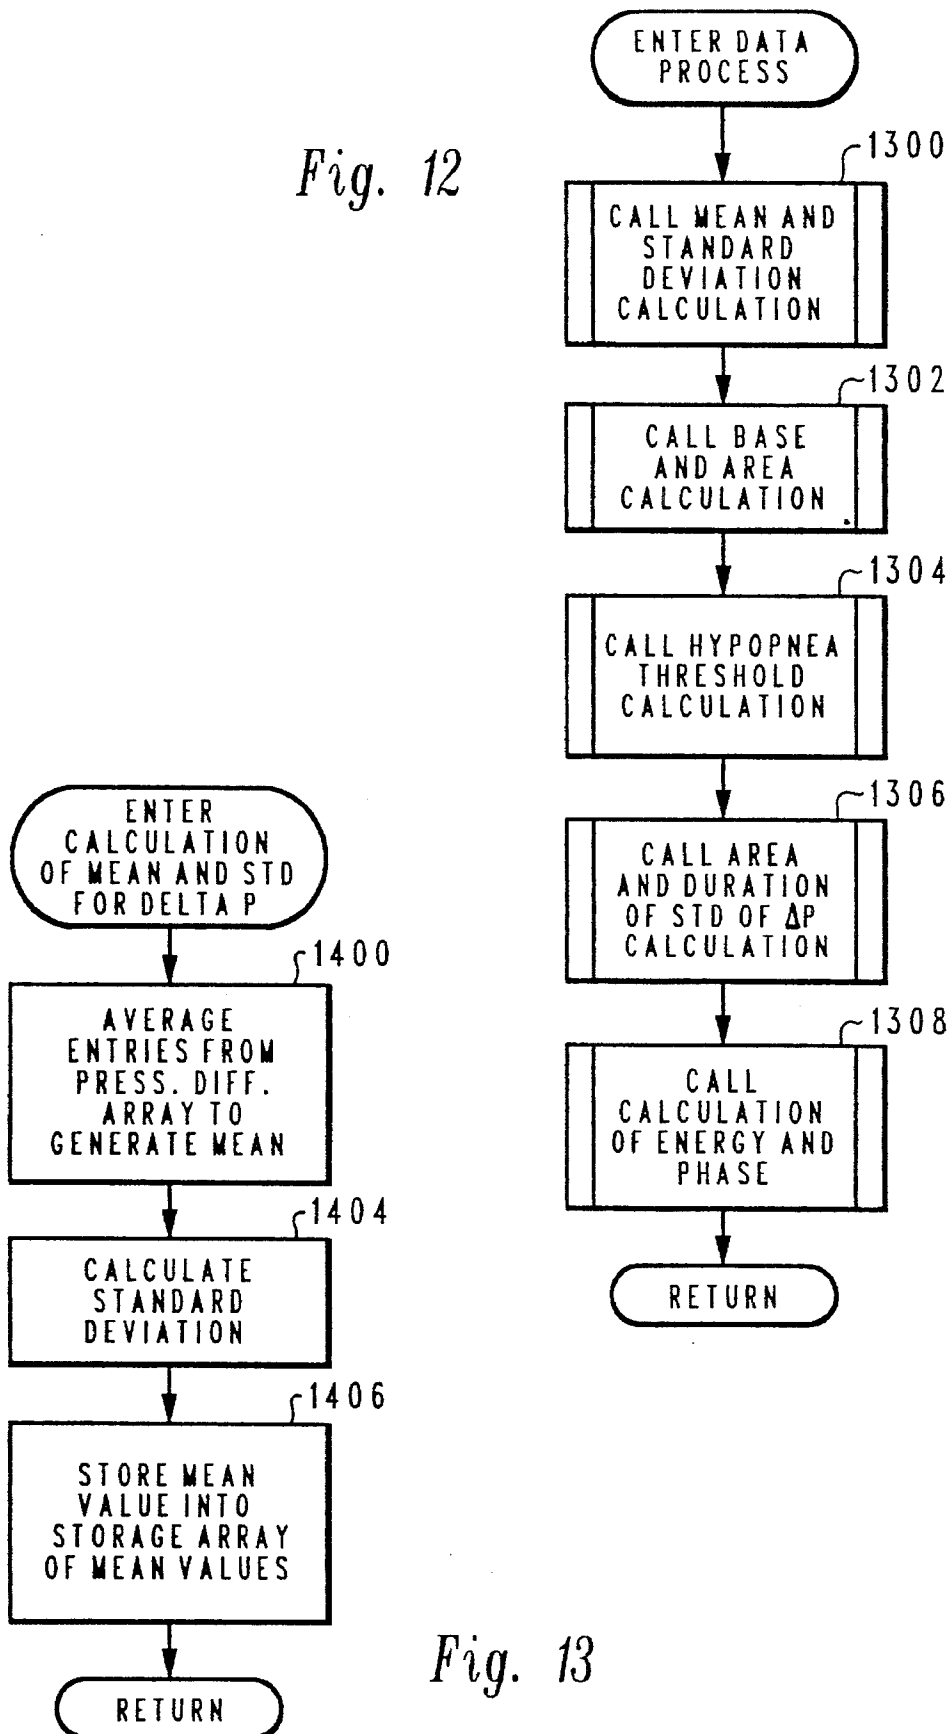 Fig. 12
ENTER DATA
PROCESS
1300
CALL MEAN AND
STANDARD
DEVIATION
CALCULATION
1302
CALL BASE
AND AREA
CALCULATION
1304
CALL HYPOPNEA
THRESHOLD
CALCULATION
1306
CALL AREA
AND DURATION
OF STD OF ΔP
CALCULATION
1308
CALL
CALCULATION
OF ENERGY AND
PHASE
RETURN
ENTER
CALCULATION
OF MEAN AND STD
FOR DELTA P
1400
AVERAGE
ENTRIES FROM
PRESS. DIFF.
ARRAY TO
GENERATE MEAN
1404
CALCULATE
STANDARD
DEVIATION
1406
STORE MEAN
VALUE INTO
STORAGE ARRAY
OF MEAN VALUES
RETURN
Fig. 13